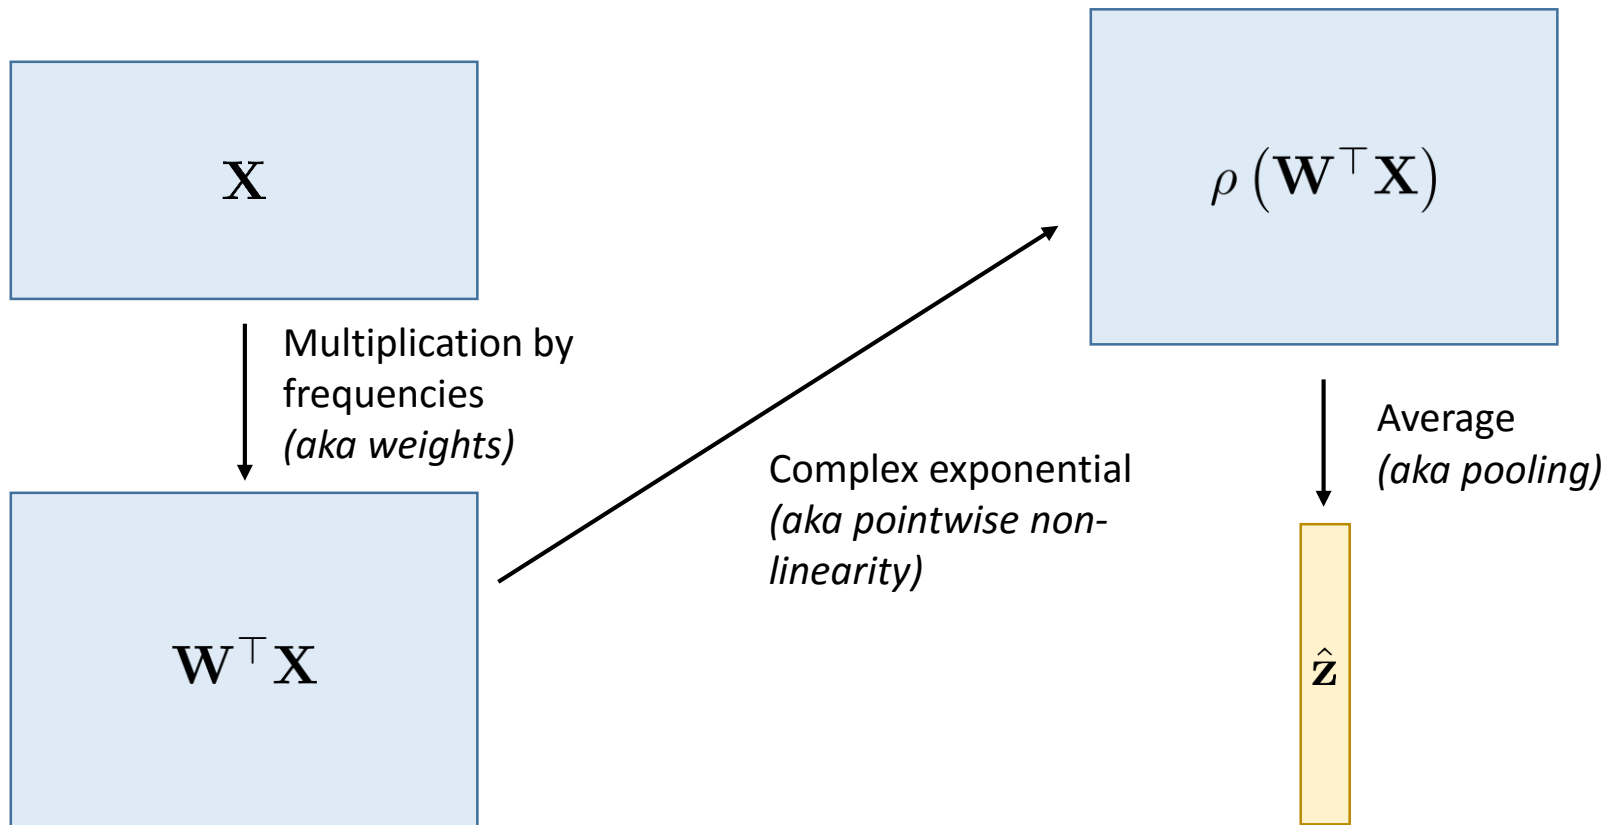 X
Multiplication by
frequencies
(aka weights)
W⊤X
Complex exponential
(aka pointwise non-
linearity)
ρ (W⊤X)
Average
(aka pooling)
ẑ